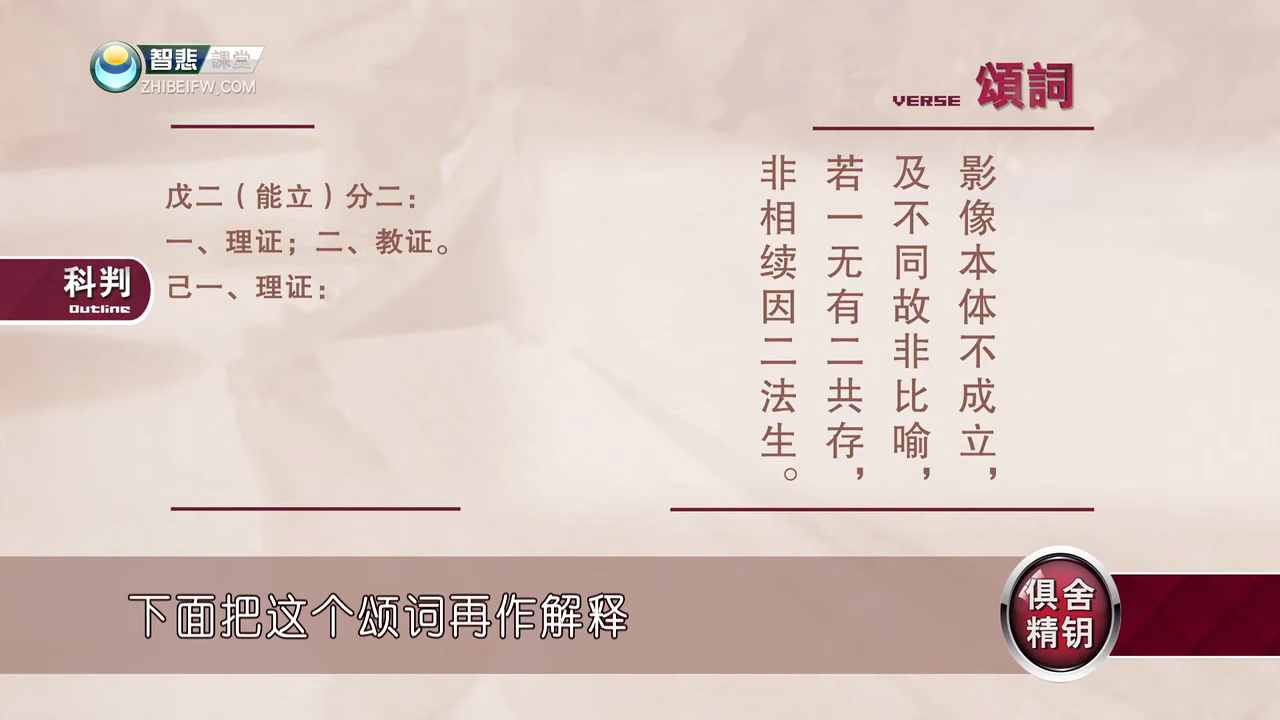 智悲課堂
ZHIBEIFW.COM
VERSE 頌詞
影像本体不成立，
及不同故非比喻，
若一无有二共存，
非相续因二法生。
戊二（能立）分二：
一、理证；二、教证。
己一、理证：
科判
Outline
下面把这个颂词再作解释
俱舍
精钥